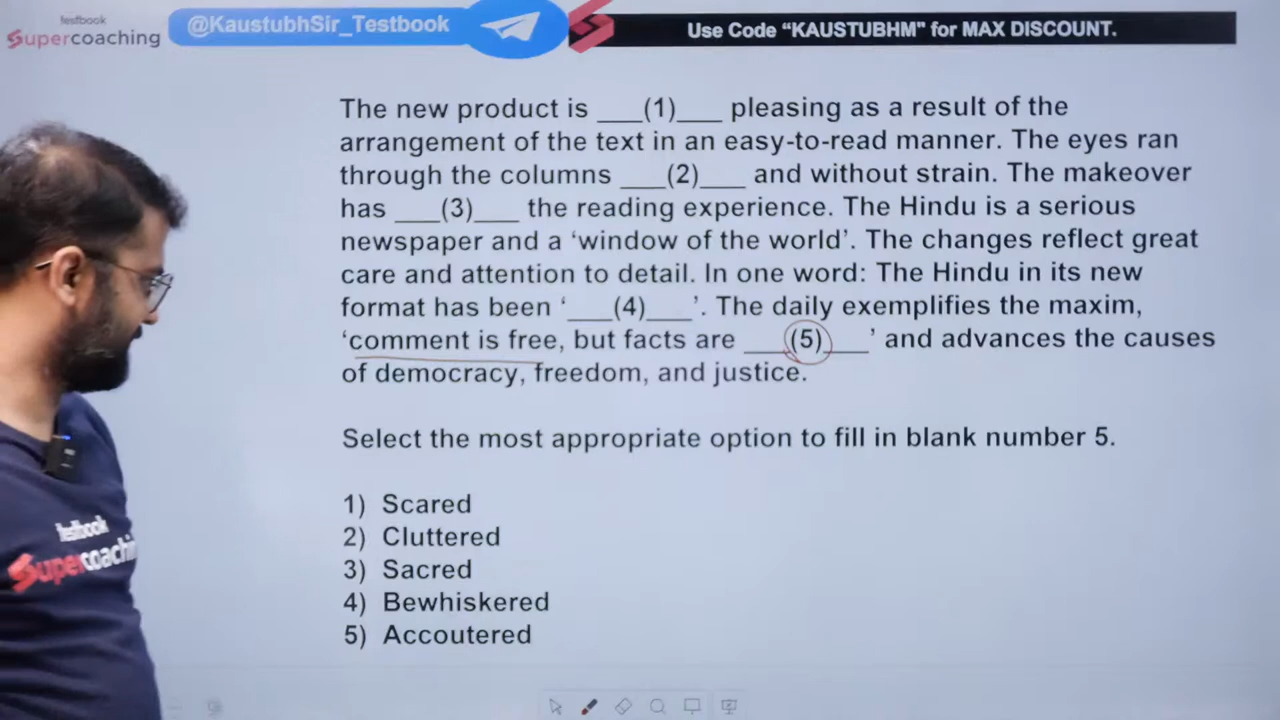 testbook
Supercoaching
@KaustubhSir_Testbook
Use Code “KAUSTUBHM” for MAX DISCOUNT.
The new product is ___(1)___ pleasing as a result of the
arrangement of the text in an easy-to-read manner. The eyes ran
through the columns ___(2)___ and without strain. The makeover
has ___(3)___ the reading experience. The Hindu is a serious
newspaper and a ‘window of the world’. The changes reflect great
care and attention to detail. In one word: The Hindu in its new
format has been ‘___(4)___’. The daily exemplifies the maxim,
‘comment is free, but facts are ___(5)___’ and advances the causes
of democracy, freedom, and justice.
Select the most appropriate option to fill in blank number 5.
1) Scared
2) Cluttered
3) Sacred
4) Bewhiskered
5) Accoutered
testbook
Supercoachin